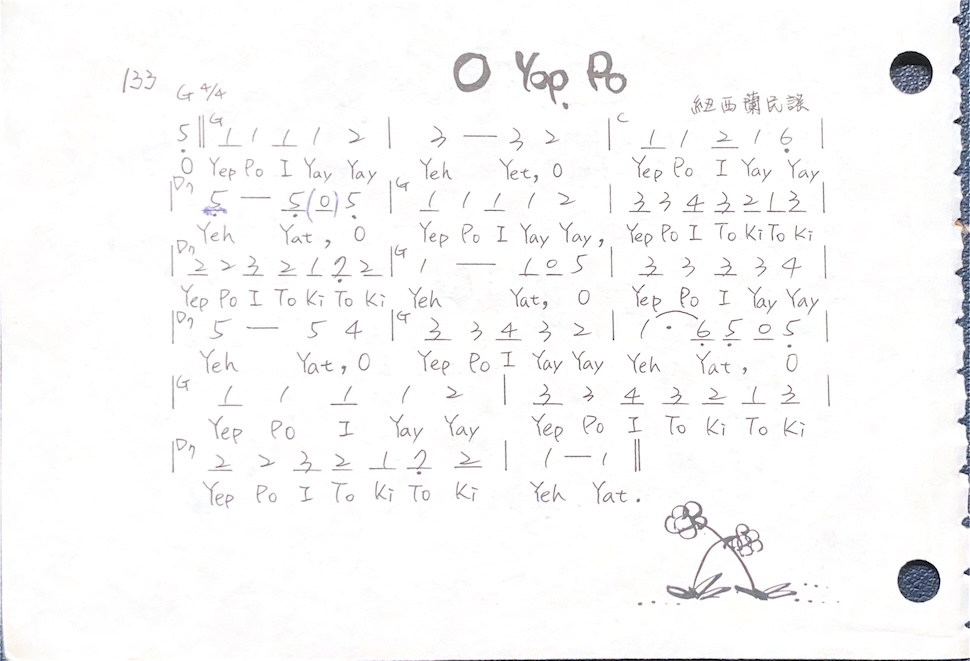 133
O Yep Po
G 4/4
紐西蘭民謠
5 ‖ G 1 1 1 1 2 | 3 — 3 2 | C 1 1 2 1 6 |
O Yep Po I Yay Yay Yeh Yet, O Yep Po I Yay Yay
| D7 5 — 5 (0) 5 | G 1 1 1 1 2 | 3 3 4 3 2 1 3 |
Yeh Yat, O Yep Po I Yay Yay, Yep Po I To Ki To Ki
| D7 2 2 3 2 1 7 2 | G 1 — 1 0 5 | 3 3 3 3 4 |
Yep Po I To Ki To Ki Yeh Yat, O Yep Po I Yay Yay
| D7 5 — 5 4 | G 3 3 4 3 2 | 1 · 6 5 0 5 |
Yeh Yat, O Yep Po I Yay Yay Yeh Yat, O
| G 1 1 1 1 2 | 3 3 4 3 2 1 3 |
Yep Po I Yay Yay Yep Po I To Ki To Ki
| D7 2 2 3 2 1 7 2 | 1 — 1 ‖
Yep Po I To Ki To Ki Yeh Yat.